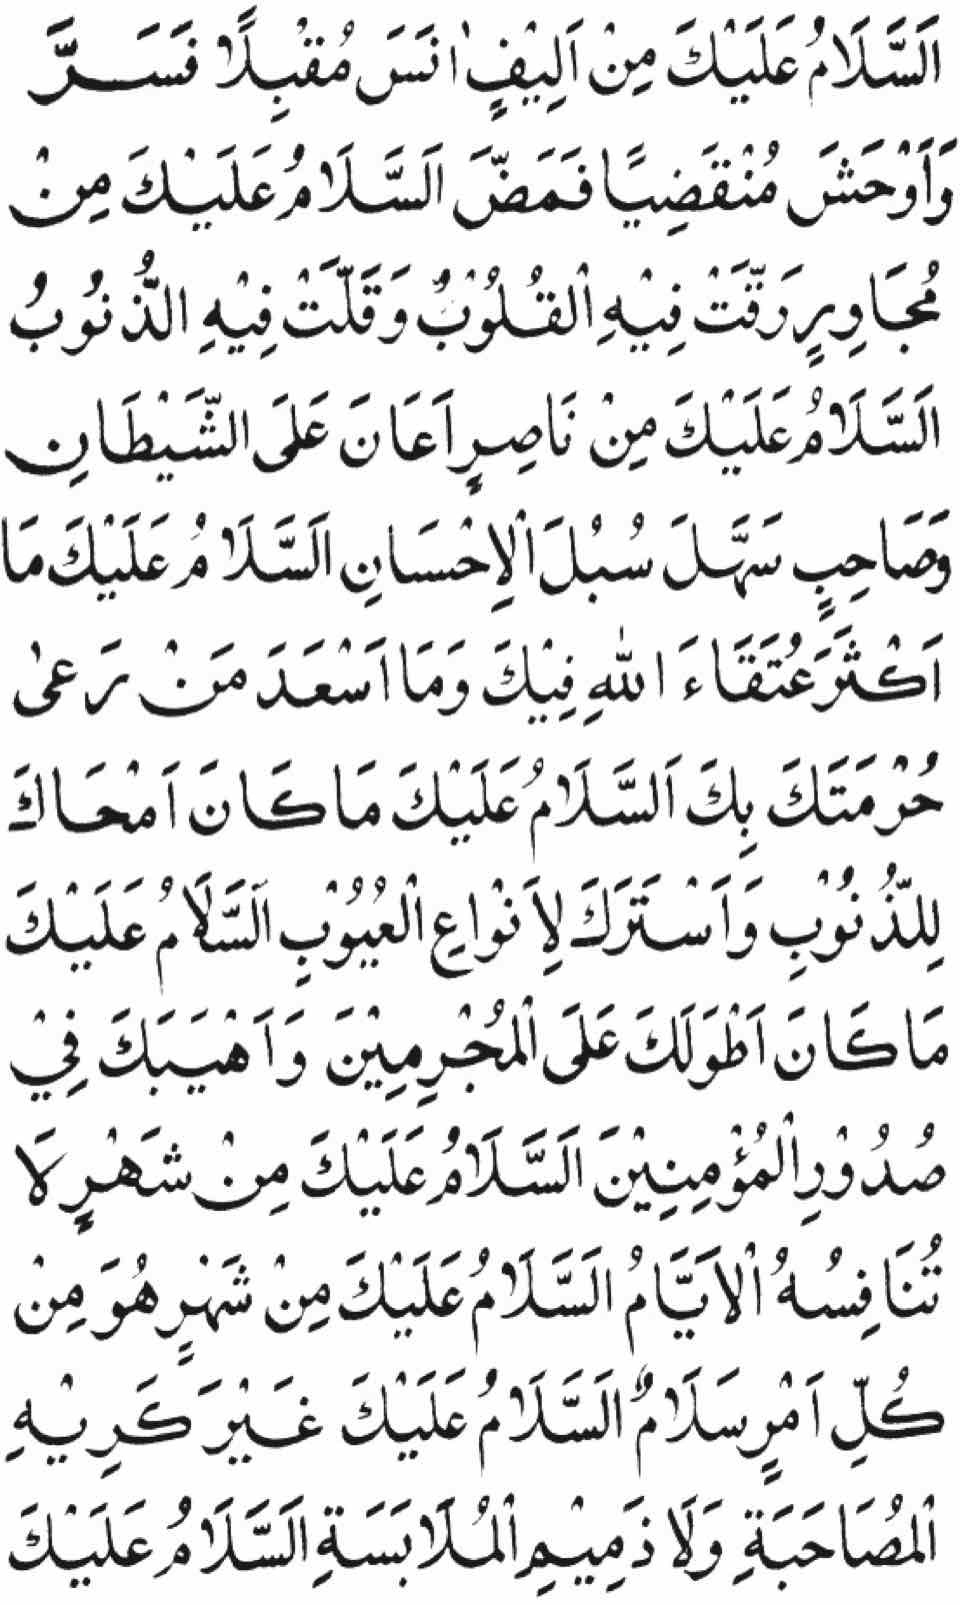 اَلسَّلَامُ عَلَيْكَ مِنْ اَلِيْفٍ اٰنَسَ مُقْبِلًا فَسَرَّ
وَاَوْحَشَ مُنْقَضِيًا فَمَضَّ اَلسَّلَامُ عَلَيْكَ مِنْ
مُجَاوِرٍ رَقَّتْ فِيْهِ الْقُلُوْبُ وَقَلَّتْ فِيْهِ الذُّنُوْبُ
اَلسَّلَامُ عَلَيْكَ مِنْ نَاصِرٍ اَعَانَ عَلَى الشَّيْطَانِ
وَصَاحِبٍ سَهَّلَ سُبُلَ الْاِحْسَانِ اَلسَّلَامُ عَلَيْكَ مَا
اَكْثَرَ عُتَقَاءَ اللّٰهِ فِيْكَ وَمَا اَسْعَدَ مَنْ رَعٰى
حُرْمَتَكَ بِكَ اَلسَّلَامُ عَلَيْكَ مَا كَانَ اَمْحَاكَ
لِلذُّنُوْبِ وَاَسْتَرَكَ لِاَنْوَاعِ الْعُيُوْبِ اَلسَّلَامُ عَلَيْكَ
مَا كَانَ اَطْوَلَكَ عَلَى الْمُجْرِمِيْنَ وَاَهْيَبَكَ فِيْ
صُدُوْرِ الْمُؤْمِنِيْنَ اَلسَّلَامُ عَلَيْكَ مِنْ شَهْرٍ لَا
تُنَافِسُهُ الْاَيَّامُ اَلسَّلَامُ عَلَيْكَ مِنْ شَهْرٍ هُوَ مِنْ
كُلِّ اَمْرٍ سَلَامٌ اَلسَّلَامُ عَلَيْكَ غَيْرَ كَرِيْهِ
الْمُصَاحَبَةِ وَلَا ذَمِيْمِ الْمُلَابَسَةِ اَلسَّلَامُ عَلَيْكَ